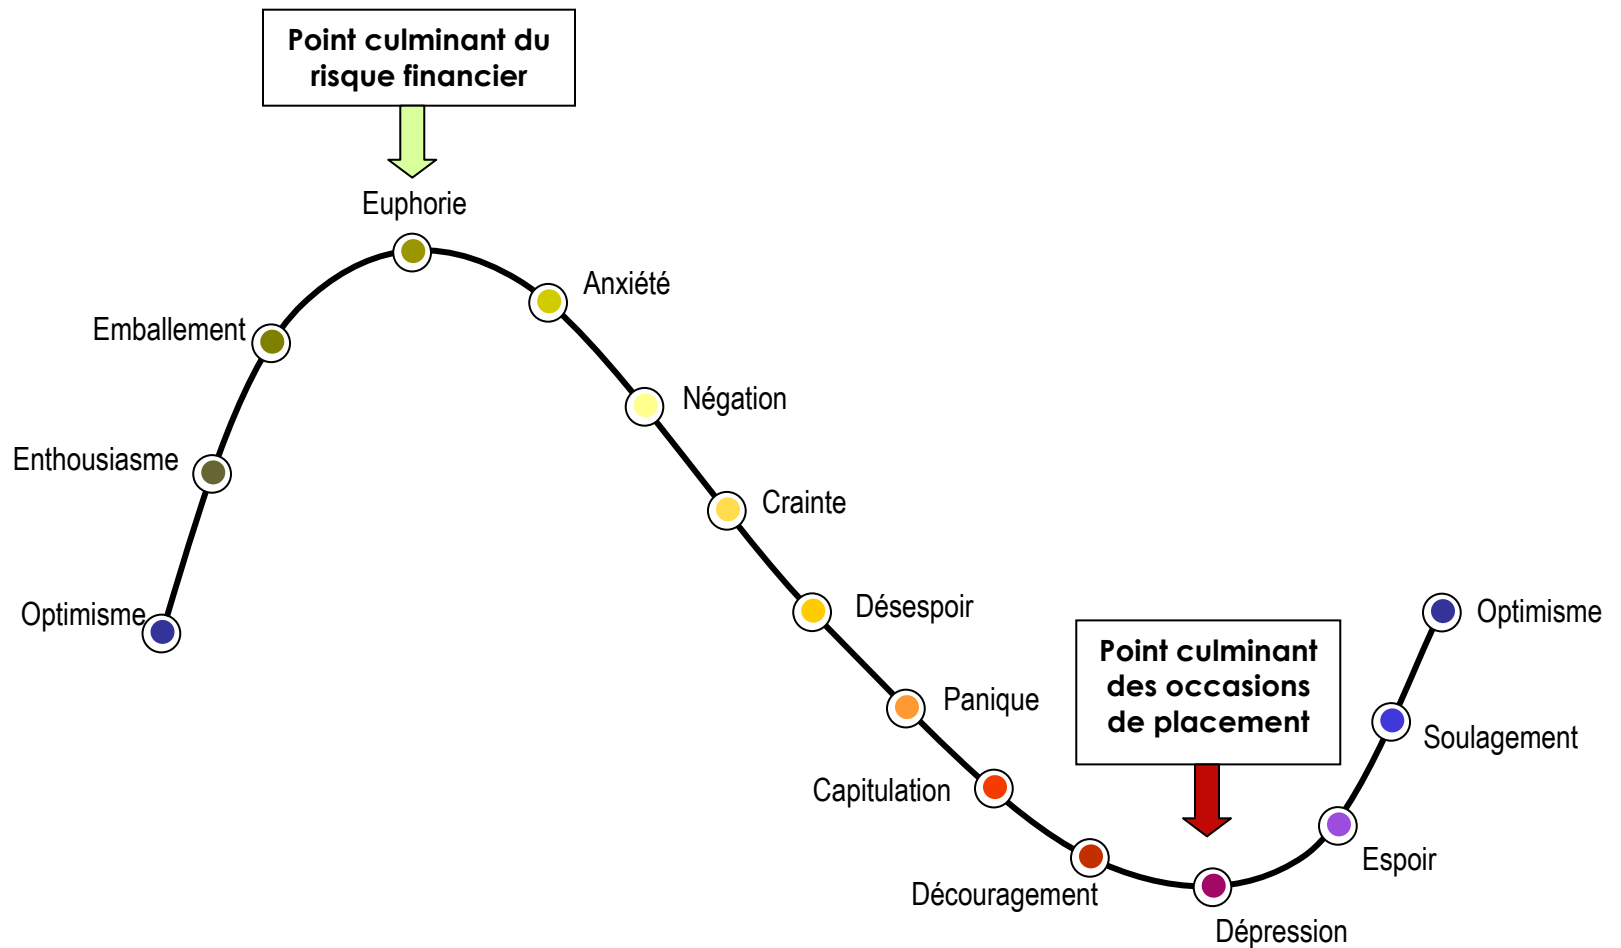 Point culminant du
risque financier
Euphorie
Anxiété
Emballement
Négation
Enthousiasme
Crainte
Optimisme
Désespoir
Optimisme
Point culminant
des occasions
de placement
Panique
Soulagement
Capitulation
Espoir
Découragement
Dépression